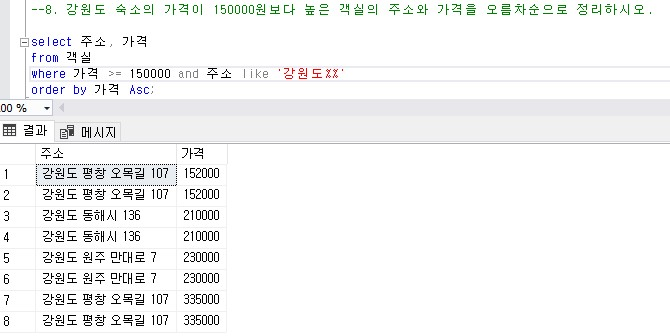 --8. 강원도 숙소의 가격이 150000원보다 높은 객실의 주소와 가격을 오름차순으로 정리하시오.
select 주소, 가격
from 객실
where 가격 >= 150000 and 주소 like '강원도%%'
order by 가격 Asc;
00 %
결과 메시지
주소 가격
1 강원도 평창 오목길 107 152000
2 강원도 평창 오목길 107 152000
3 강원도 동해시 136 210000
4 강원도 동해시 136 210000
5 강원도 원주 만대로 7 230000
6 강원도 원주 만대로 7 230000
7 강원도 평창 오목길 107 335000
8 강원도 평창 오목길 107 335000